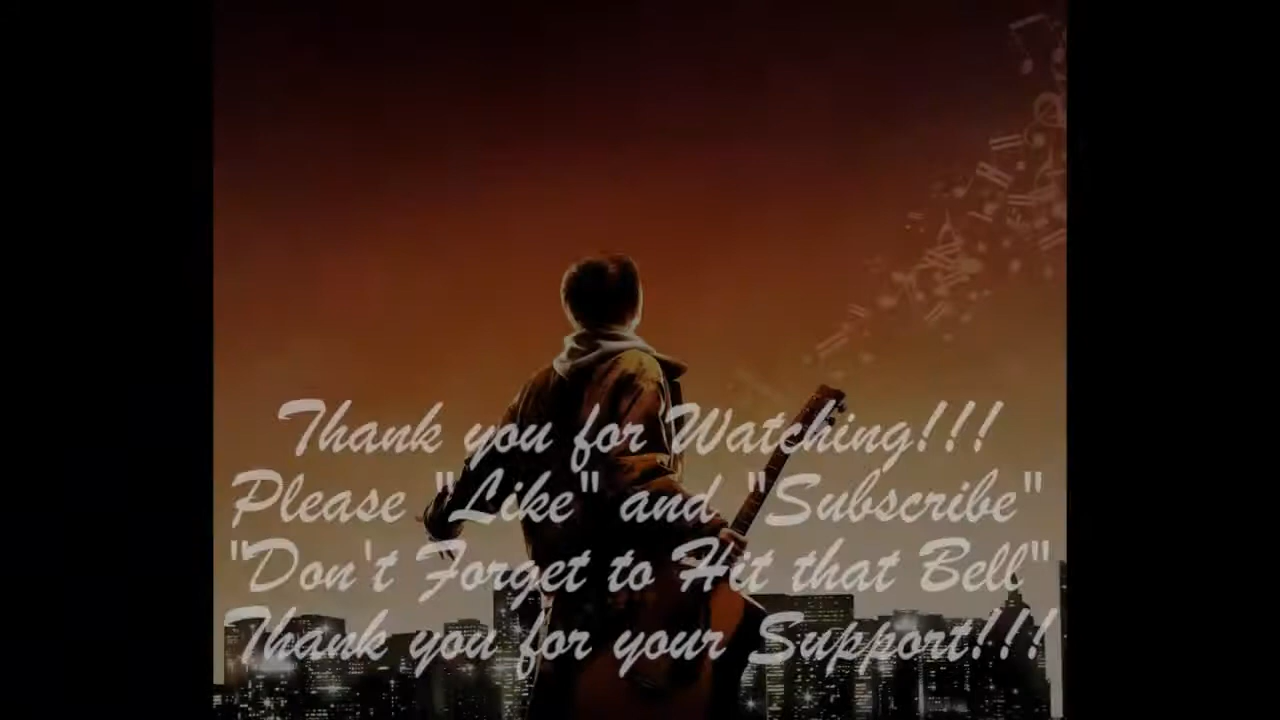 Thank you for Watching!!!
Please "Like" and "Subscribe"
"Don't Forget to Hit that Bell"
Thank you for your Support!!!